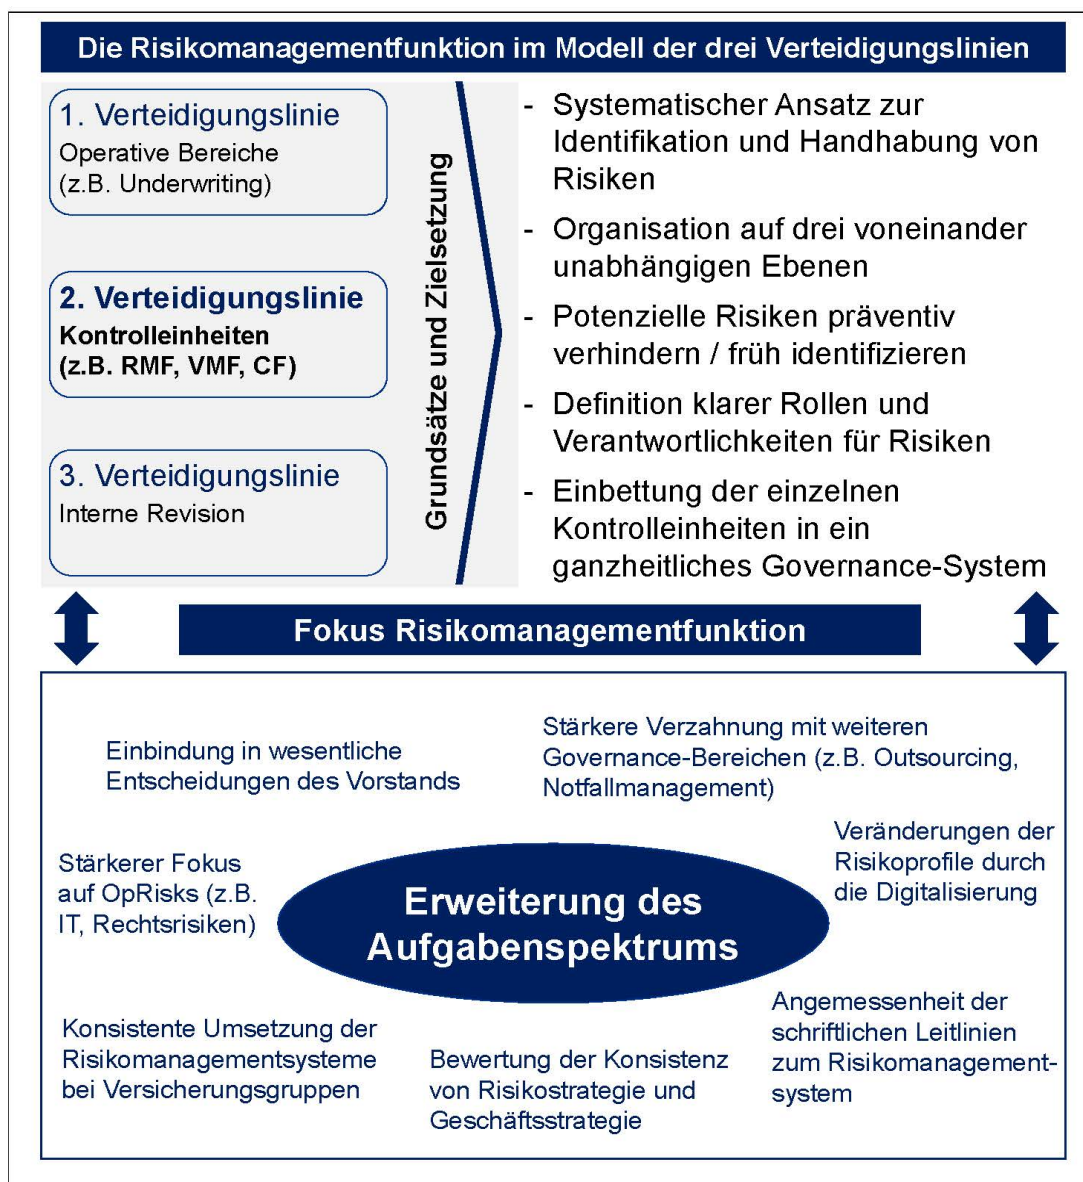 Die Risikomanagementfunktion im Modell der drei Verteidigungslinien
1. Verteidigungslinie
Operative Bereiche
(z.B. Underwriting)
2. Verteidigungslinie
Kontrolleinheiten
(z.B. RMF, VMF, CF)
3. Verteidigungslinie
Interne Revision
Grundsätze und Zielsetzung
- Systematischer Ansatz zur
Identifikation und Handhabung von
Risiken
- Organisation auf drei voneinander
unabhängigen Ebenen
- Potenzielle Risiken präventiv
verhindern / früh identifizieren
- Definition klarer Rollen und
Verantwortlichkeiten für Risiken
- Einbettung der einzelnen
Kontrolleinheiten in ein
ganzheitliches Governance-System
Fokus Risikomanagementfunktion
Einbindung in wesentliche
Entscheidungen des Vorstands
Stärkere Verzahnung mit weiteren
Governance-Bereichen (z.B. Outsourcing,
Notfallmanagement)
Stärkerer Fokus
auf OpRisks (z.B.
IT, Rechtsrisiken)
Erweiterung des
Aufgabenspektrums
Veränderungen der
Risikoprofile durch
die Digitalisierung
Konsistente Umsetzung der
Risikomanagementsysteme
bei Versicherungsgruppen
Bewertung der Konsistenz
von Risikostrategie und
Geschäftsstrategie
Angemessenheit der
schriftlichen Leitlinien
zum Risikomanagement-
system